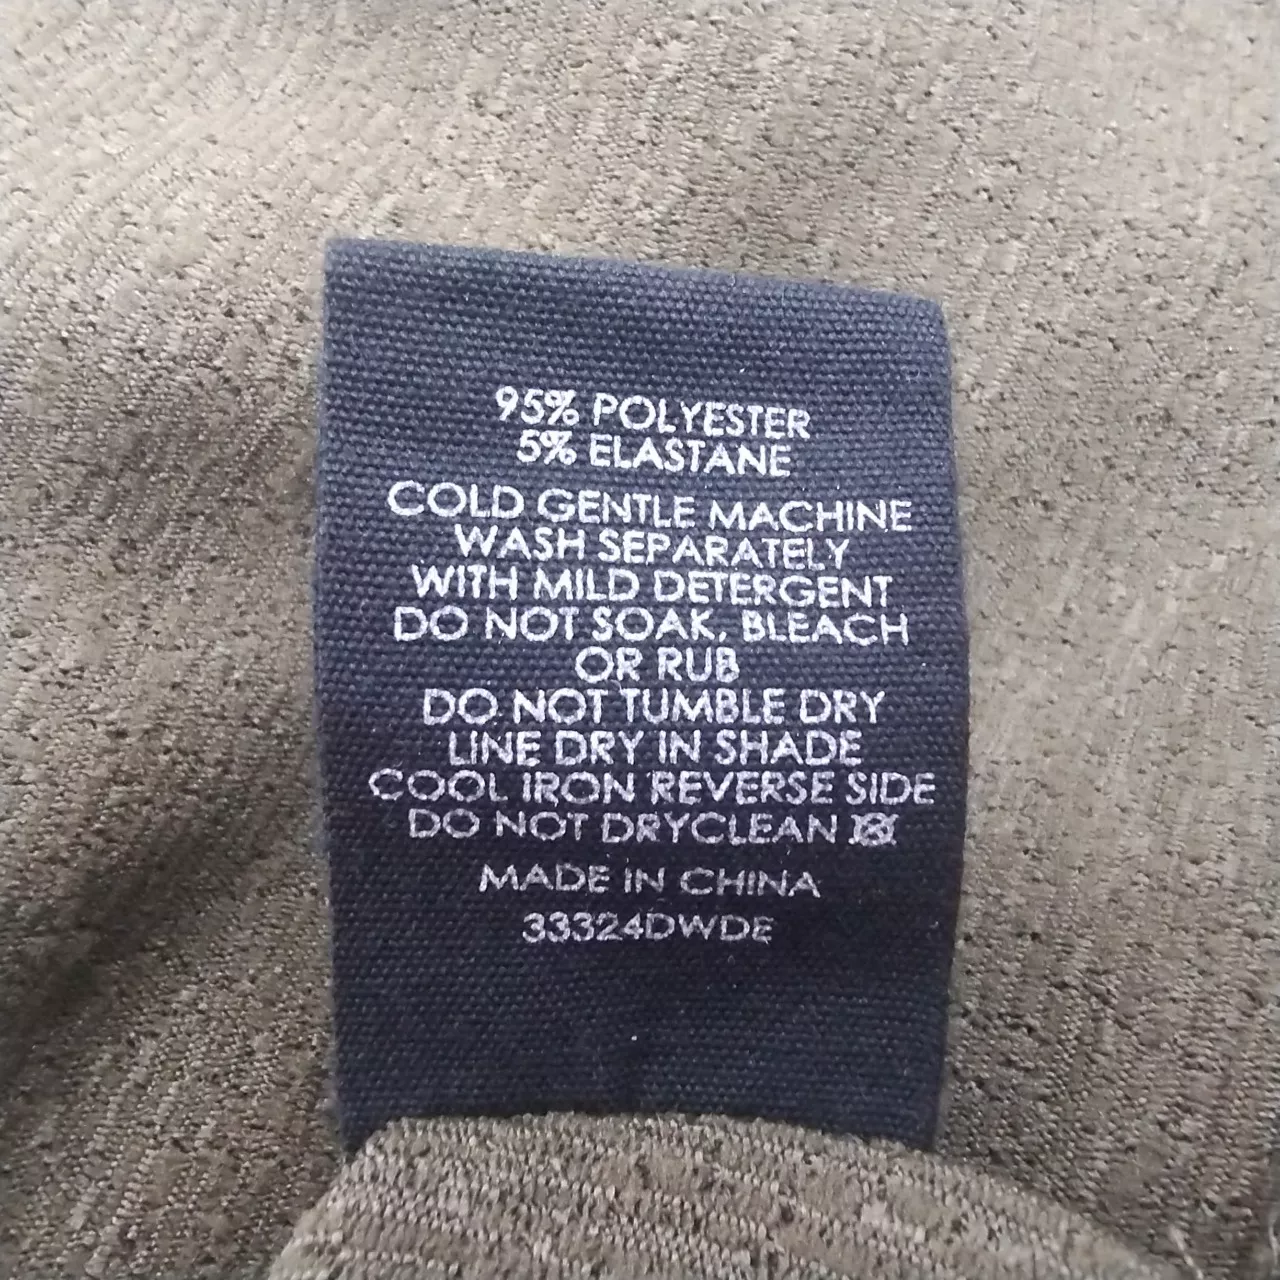 95% POLYESTER
5% ELASTANE
COLD GENTLE MACHINE
WASH SEPARATELY
WITH MILD DETERGENT
DO NOT SOAK, BLEACH
OR RUB
DO NOT TUMBLE DRY
LINE DRY IN SHADE
COOL IRON REVERSE SIDE
DO NOT DRYCLEAN
MADE IN CHINA
33324DWDE